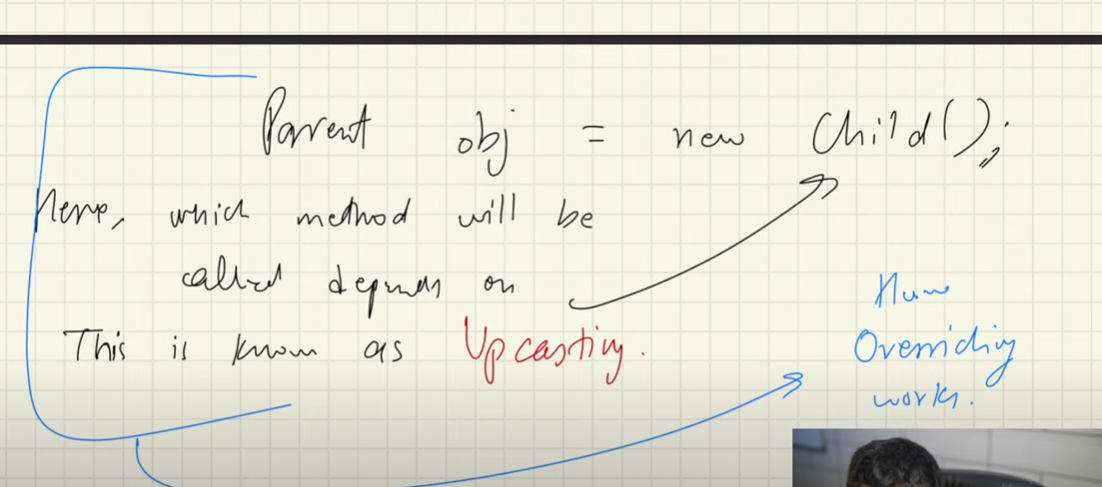 Parent obj = new Child();
Here, which method will be
called depends on
This is known as Upcasting.
How
Overriding
works.